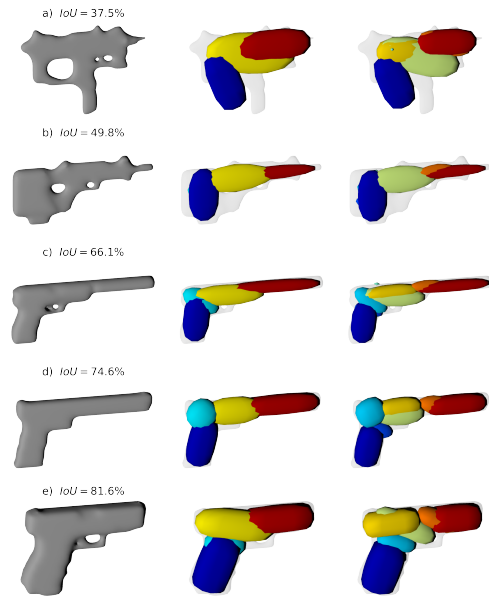 a) IoU = 37.5%
b) IoU = 49.8%
c) IoU = 66.1%
d) IoU = 74.6%
e) IoU = 81.6%